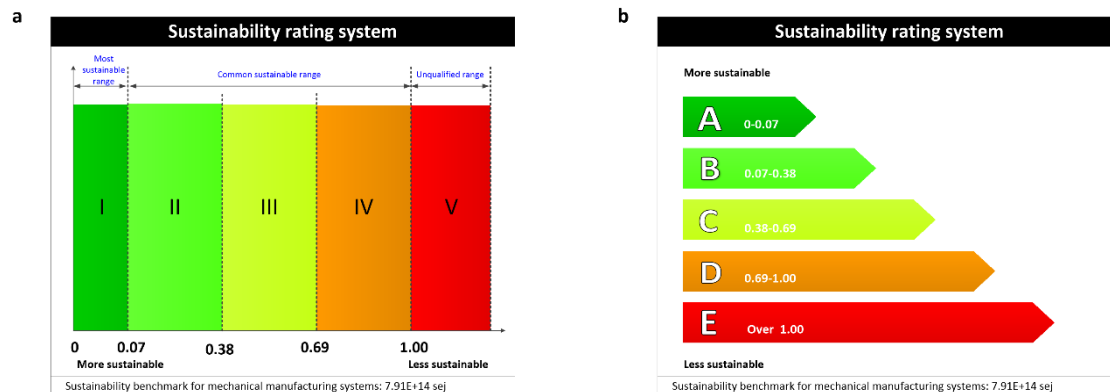 a
Sustainability rating system
Most
sustainable
range
Common sustainable range
Unqualified range
I
II
III
IV
V
0
0.07
0.38
0.69
1.00
More sustainable
Less sustainable
Sustainability benchmark for mechanical manufacturing systems: 7.91E+14 sej
b
Sustainability rating system
More sustainable
A 0-0.07
B 0.07-0.38
C 0.38-0.69
D 0.69-1.00
E Over 1.00
Less sustainable
Sustainability benchmark for mechanical manufacturing systems: 7.91E+14 sej